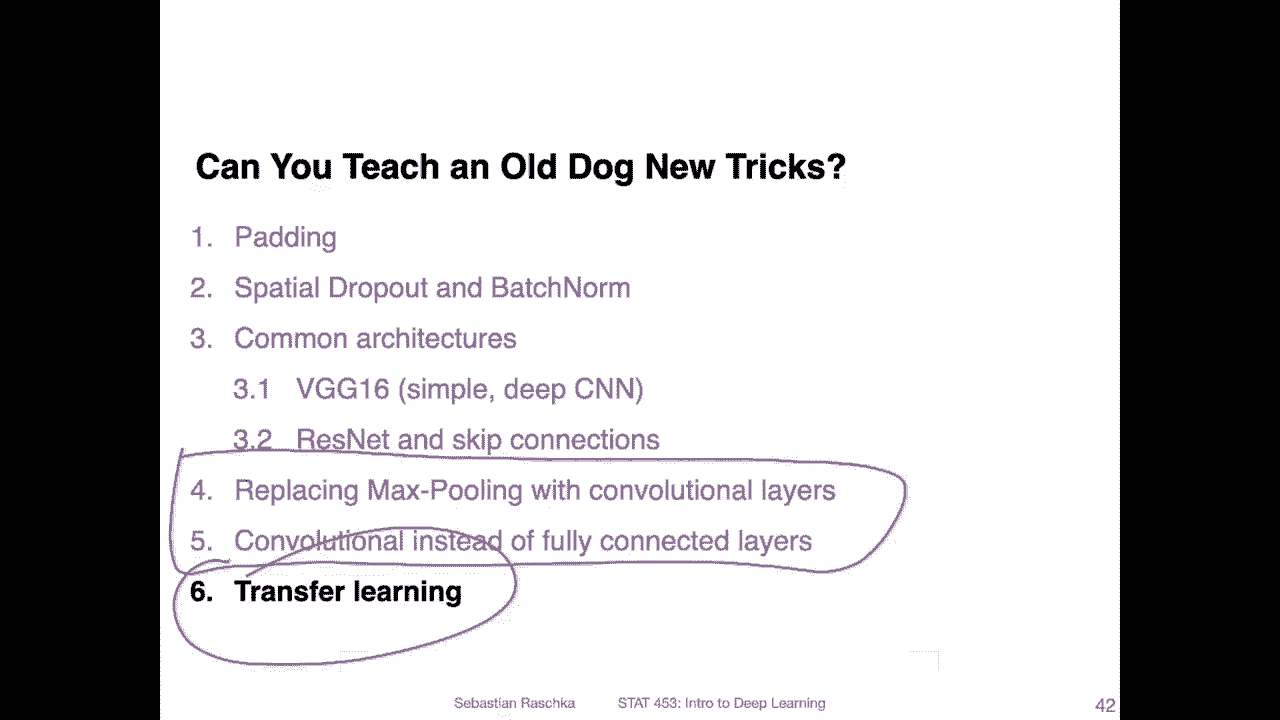 Can You Teach an Old Dog New Tricks?
1. Padding
2. Spatial Dropout and BatchNorm
3. Common architectures
3.1 VGG16 (simple, deep CNN)
3.2 ResNet and skip connections
4. Replacing Max-Pooling with convolutional layers
5. Convolutional instead of fully connected layers
6. Transfer learning
Sebastian Raschka STAT 453: Intro to Deep Learning 42